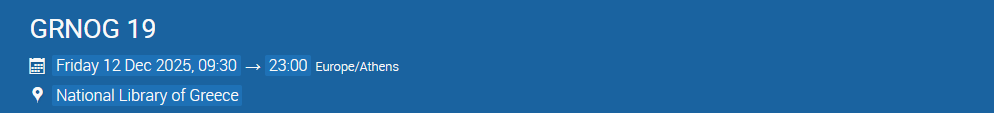 GRNOG 19
Friday 12 Dec 2025, 09:30 → 23:00 Europe/Athens
National Library of Greece